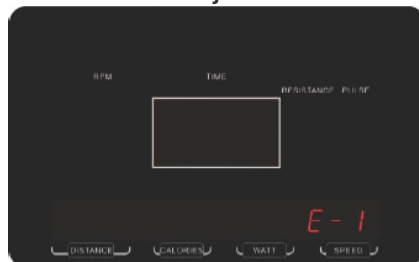 RPM TIME
RESISTANCE PULSE
E-1
DISTANCE CALORIES WATT SPEED